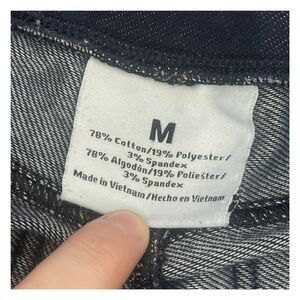 M
78% Cotton/19% Polyester/
3% Spandex
78% Algodón/19% Poliéster/
3% Spandex
Made in Vietnam/Hecho en Vietnam